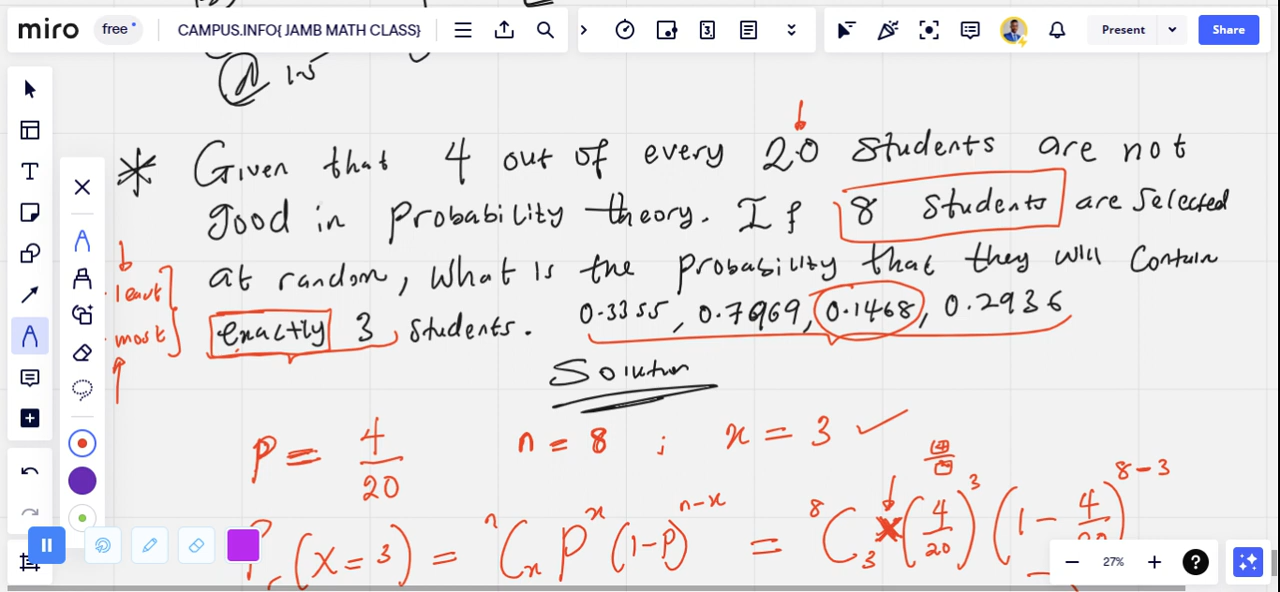 miro free CAMPUS.INFO{ JAMB MATH CLASS} Present Share
@ 15
* Given that 4 out of every 20 students are not
good in probability theory. If 8 students are selected
at random, what is the probability that they will contain
least
exactly 3 students. 0.3355, 0.7969, 0.1468, 0.2936
most
Solution
P = 4/20 n = 8 ; x = 3 ✓
Pr (X = 3) = ⁿCₓ Pˣ (1-P)ⁿ⁻ˣ = ⁸C₃ × (4/20)³ (1 - 4/20)⁸⁻³
27%